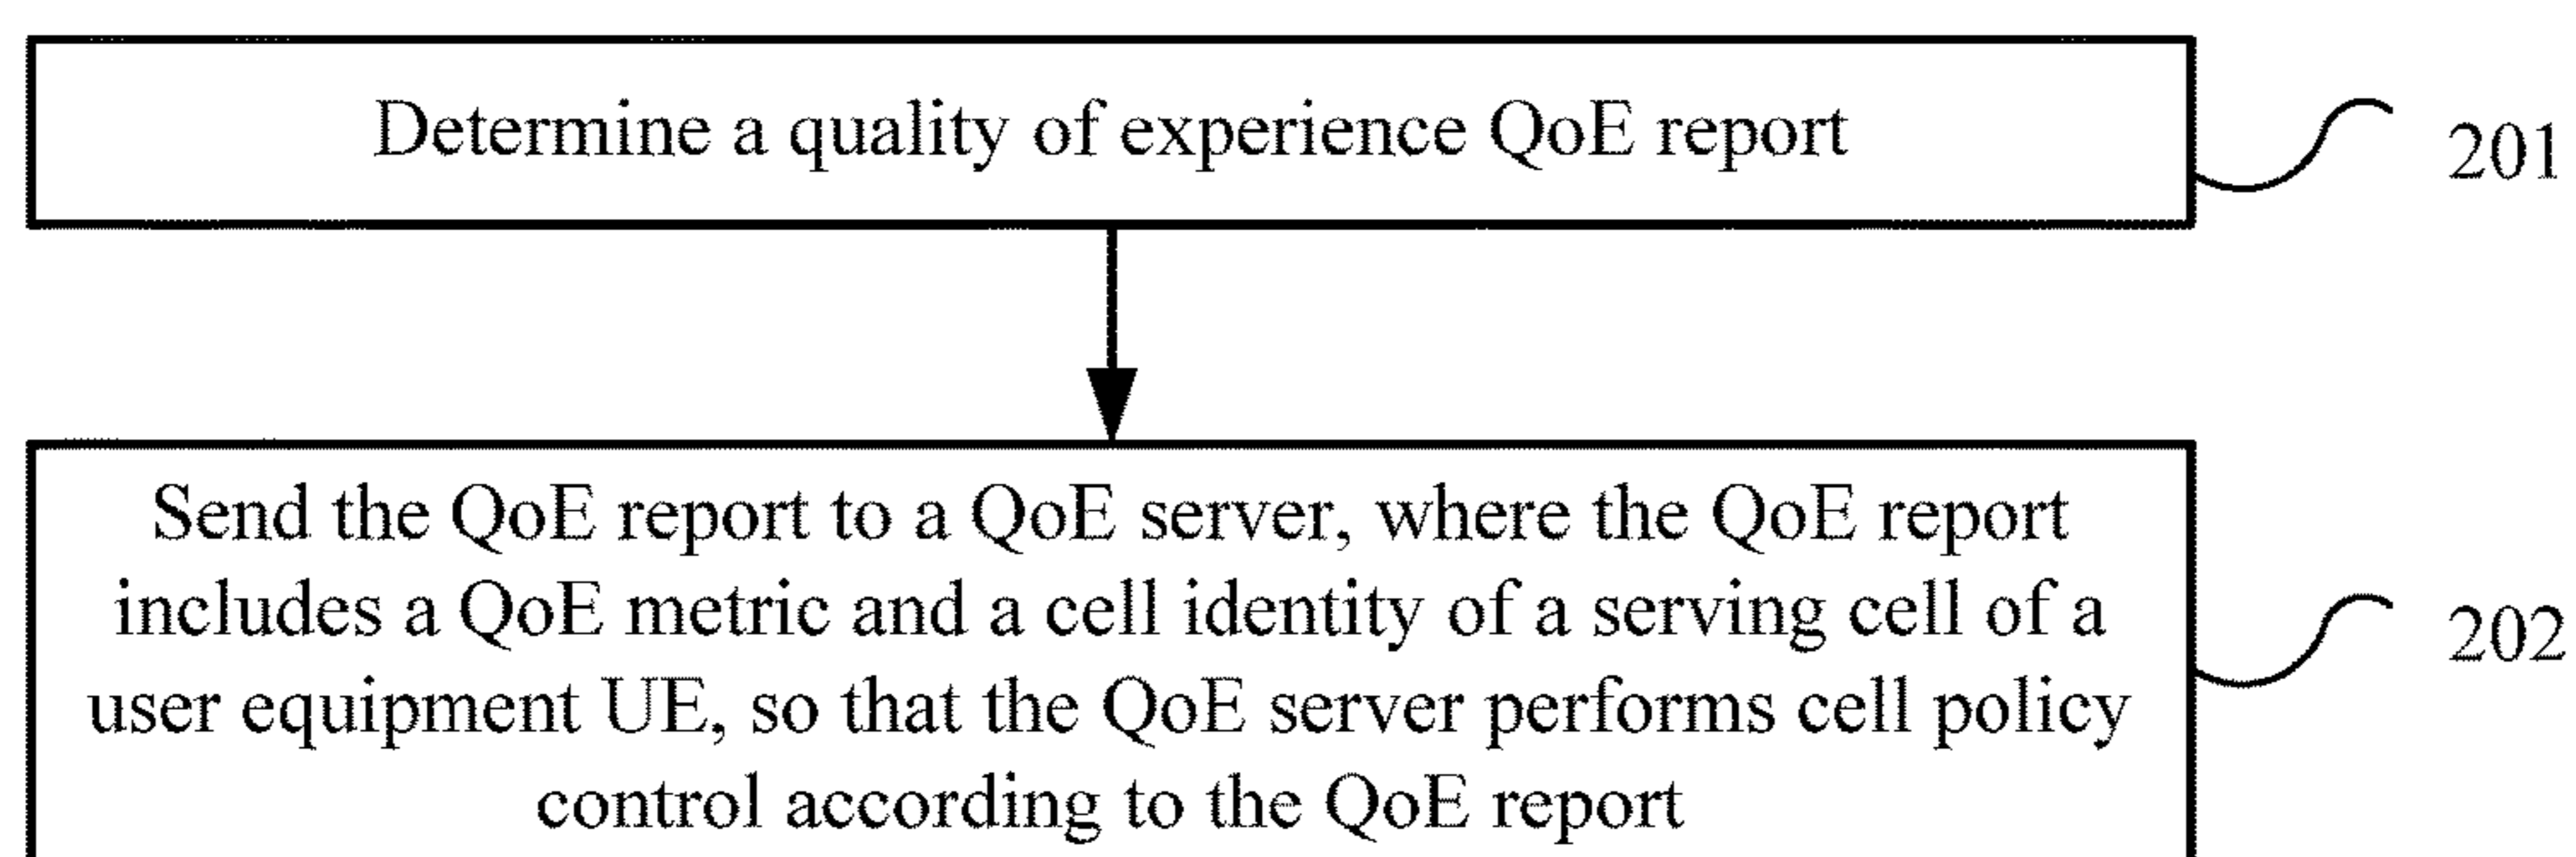 Determine a quality of experience QoE report
201
Send the QoE report to a QoE server, where the QoE report
includes a QoE metric and a cell identity of a serving cell of a
user equipment UE, so that the QoE server performs cell policy
control according to the QoE report
202